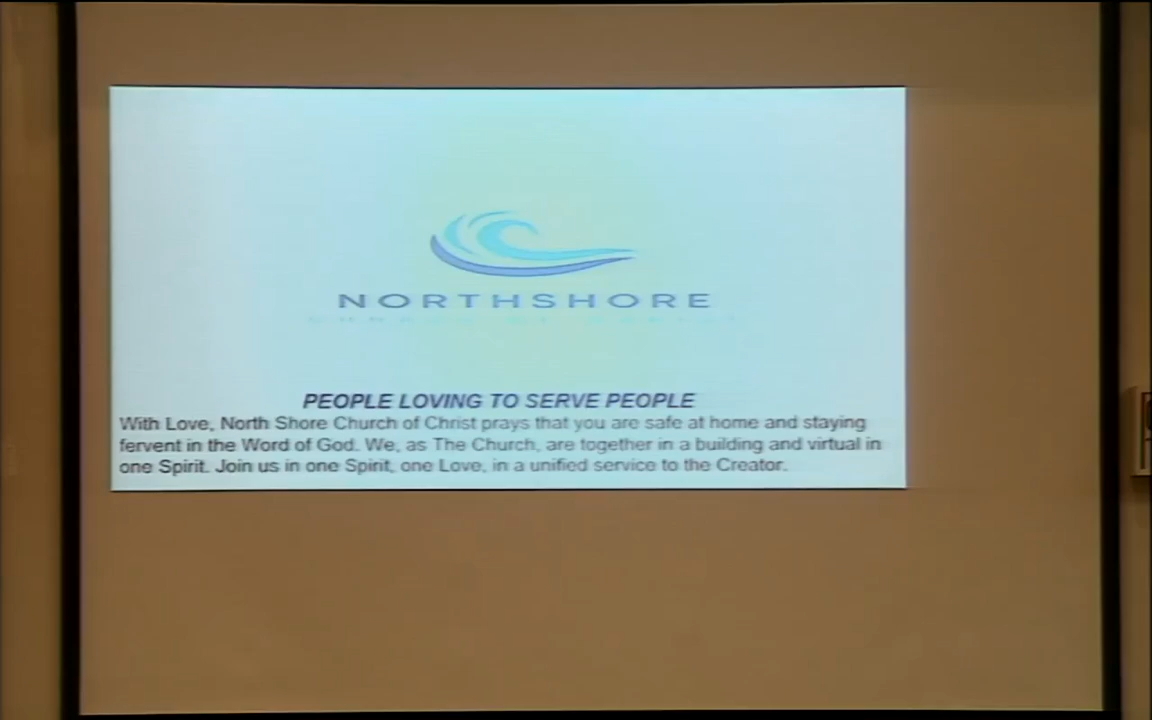 NORTHSHORE
PEOPLE LOVING TO SERVE PEOPLE
With Love, North Shore Church of Christ prays that you are safe at home and staying
fervent in the Word of God. We, as The Church, are together in a building and virtual in
one Spirit. Join us in one Spirit, one Love, in a unified service to the Creator.